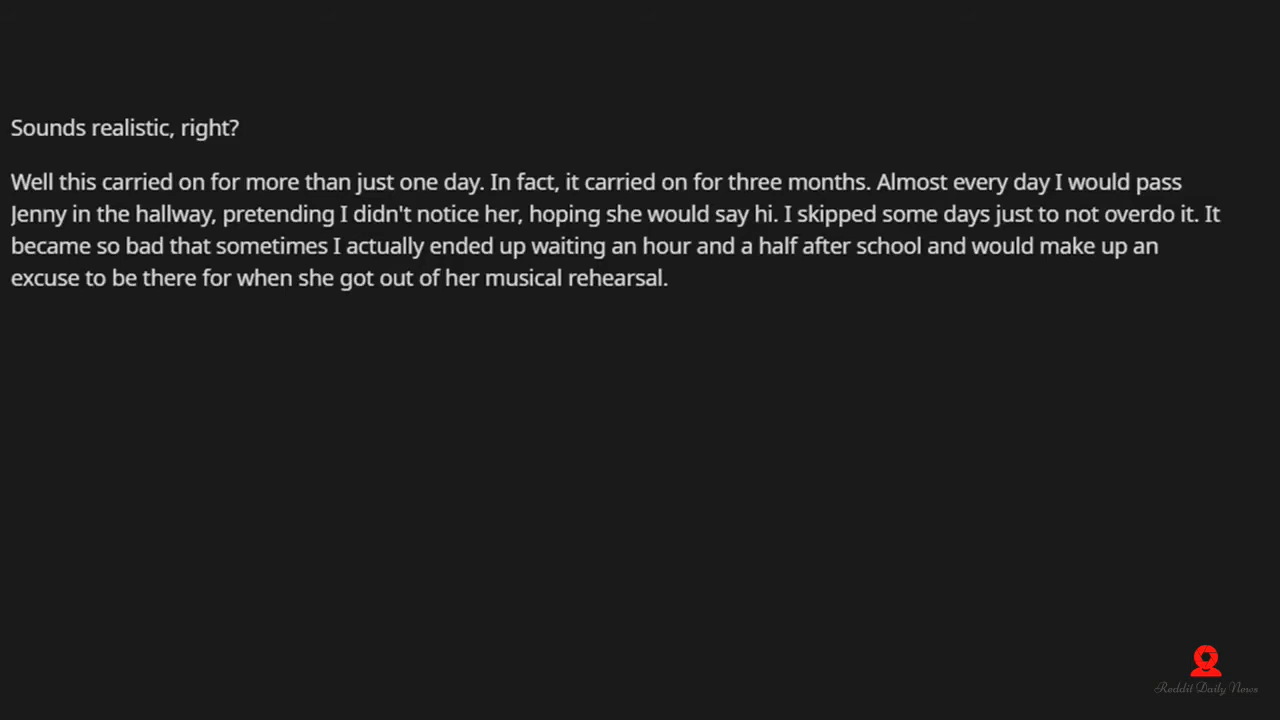 Sounds realistic, right?
Well this carried on for more than just one day. In fact, it carried on for three months. Almost every day I would pass
Jenny in the hallway, pretending I didn't notice her, hoping she would say hi. I skipped some days just to not overdo it. It
became so bad that sometimes I actually ended up waiting an hour and a half after school and would make up an
excuse to be there for when she got out of her musical rehearsal.
Reddit Daily News